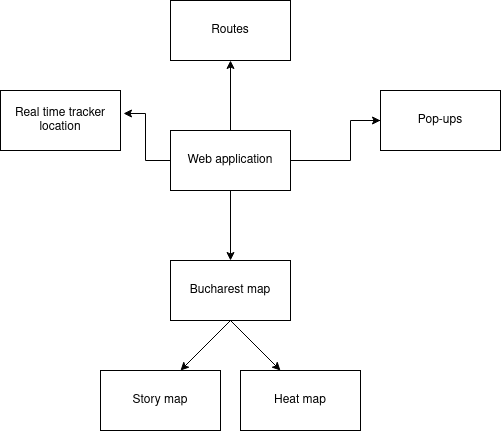 Routes
Real time tracker
location
Pop-ups
Web application
Bucharest map
Story map
Heat map